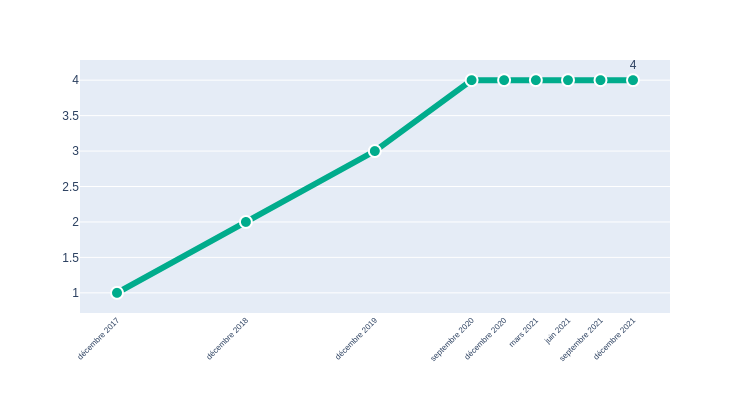 4
4
3.5
3
2.5
2
1.5
1
décembre 2017
décembre 2018
décembre 2019
septembre 2020
décembre 2020
mars 2021
juin 2021
septembre 2021
décembre 2021